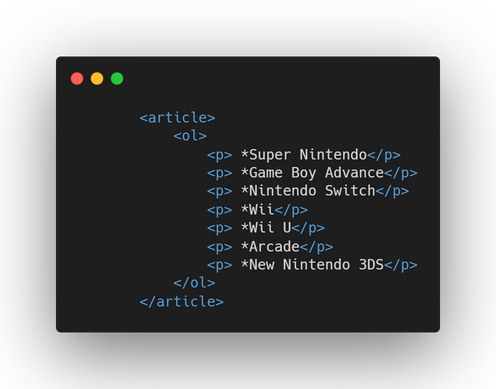 <article>
<ol>
<p> *Super Nintendo</p>
<p> *Game Boy Advance</p>
<p> *Nintendo Switch</p>
<p> *Wii</p>
<p> *Wii U</p>
<p> *Arcade</p>
<p> *New Nintendo 3DS</p>
</ol>
</article>